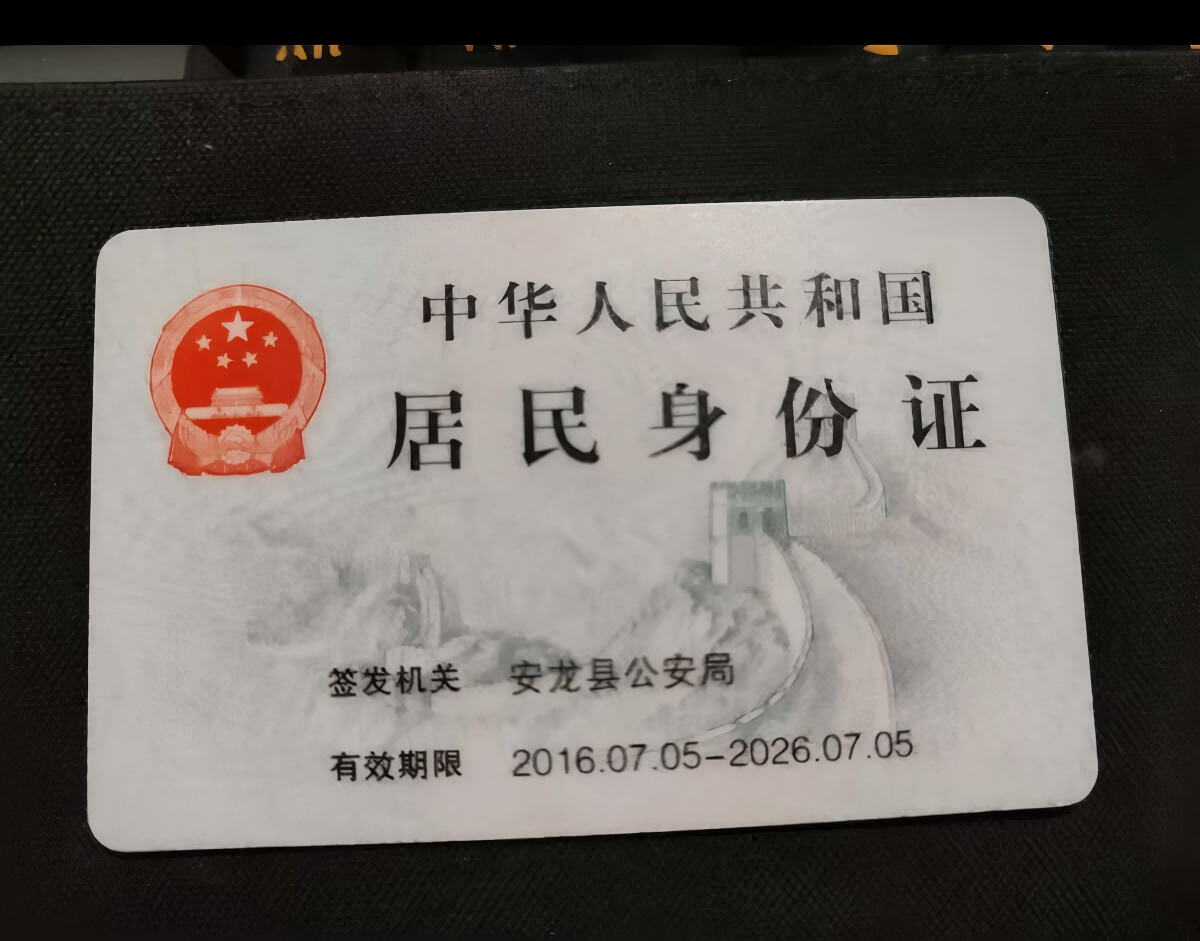 中华人民共和国
居民身份证
签发机关 安龙县公安局
有效期限 2016.07.05-2026.07.05